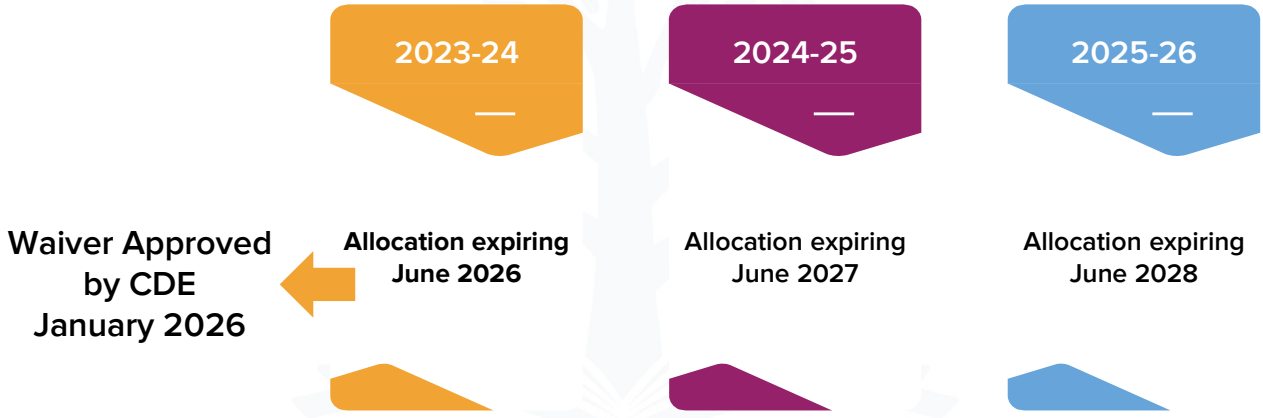 2023-24
2024-25
2025-26
Waiver Approved
by CDE
January 2026
Allocation expiring
June 2026
Allocation expiring
June 2027
Allocation expiring
June 2028